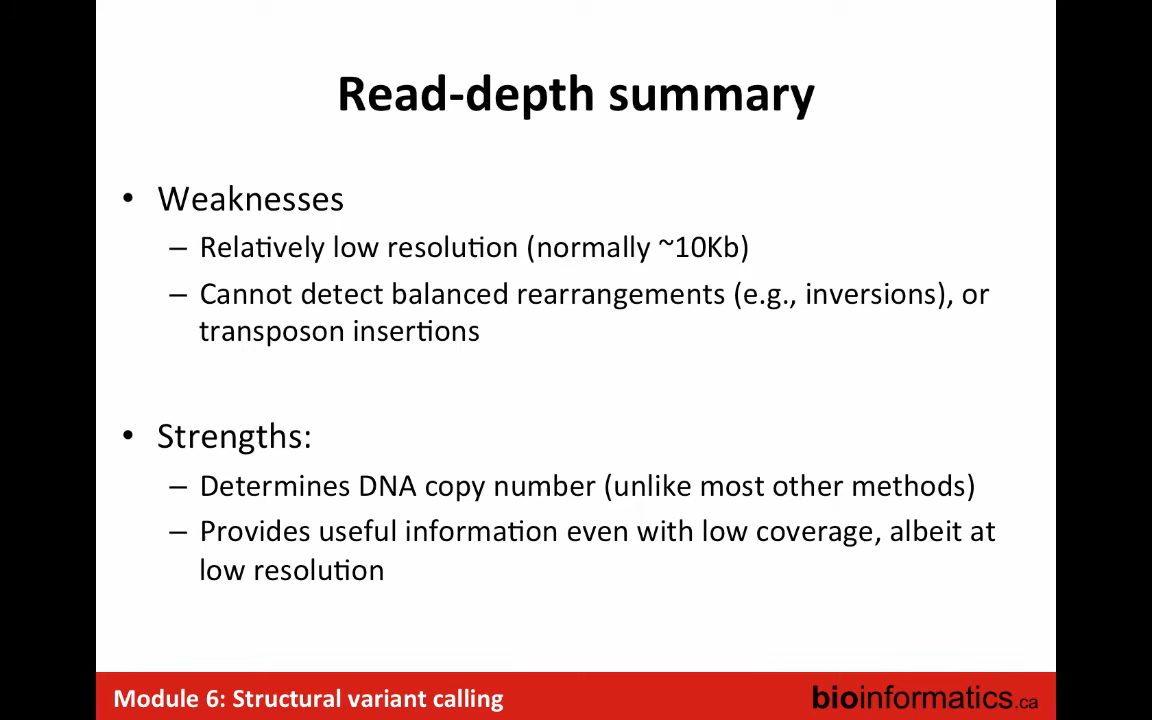 Read-depth summary
• Weaknesses
– Relatively low resolution (normally ~10Kb)
– Cannot detect balanced rearrangements (e.g., inversions), or
transposon insertions
• Strengths:
– Determines DNA copy number (unlike most other methods)
– Provides useful information even with low coverage, albeit at
low resolution
Module 6: Structural variant calling
bioinformatics.ca